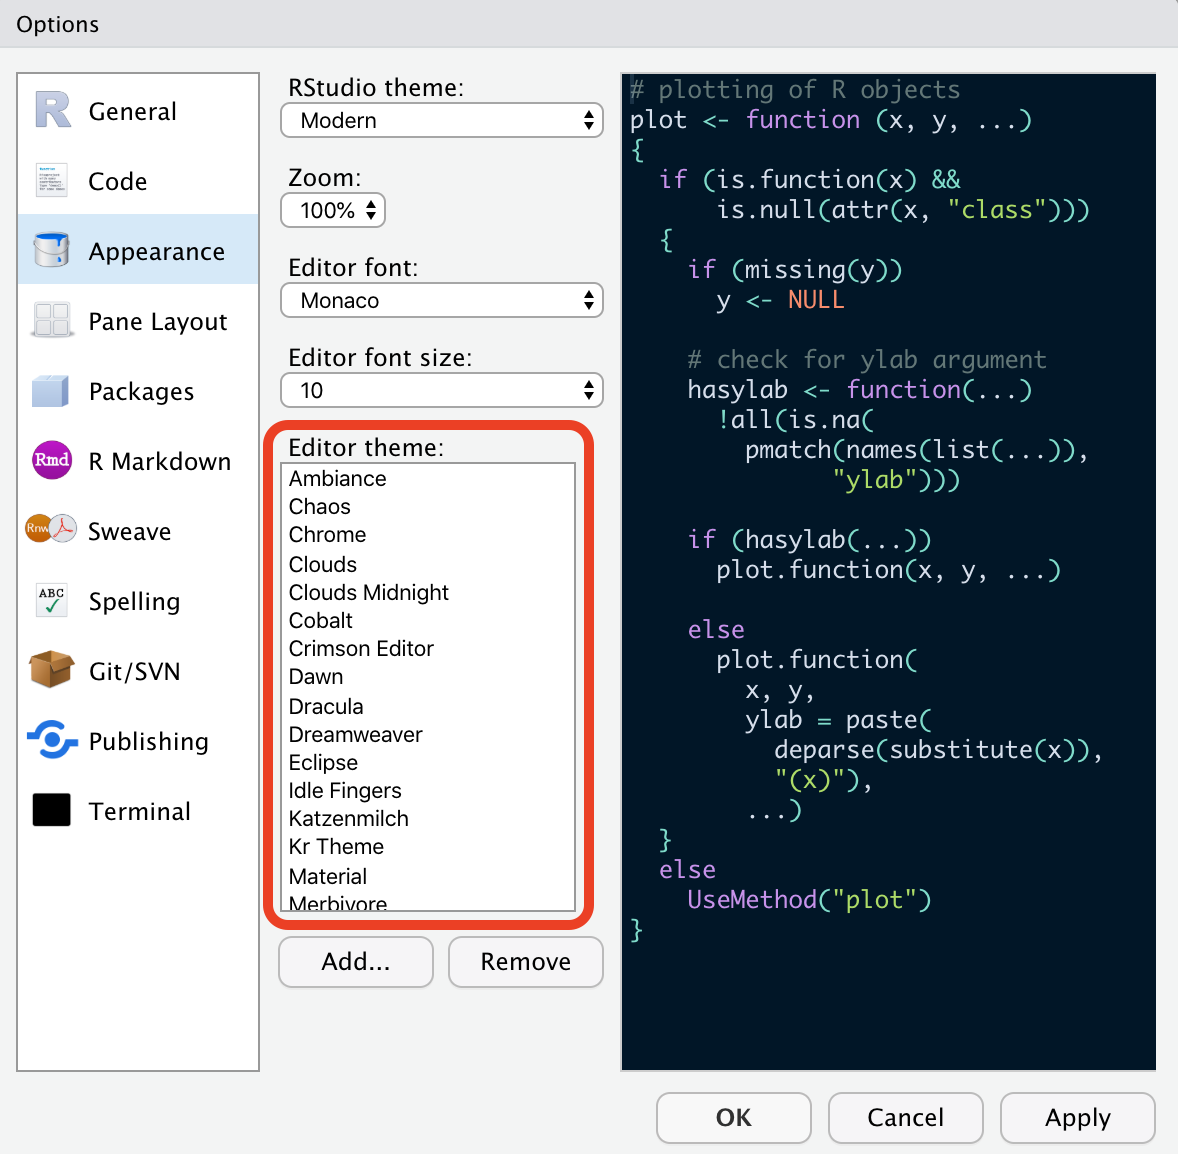 Options
General
Code
Appearance
Pane Layout
Packages
Rmd
R Markdown
Rnw
Sweave
ABC
Spelling
Git/SVN
Publishing
Terminal
RStudio theme:
Modern
Zoom:
100%
Editor font:
Monaco
Editor font size:
10
Editor theme:
Ambiance
Chaos
Chrome
Clouds
Clouds Midnight
Cobalt
Crimson Editor
Dawn
Dracula
Dreamweaver
Eclipse
Idle Fingers
Katzenmilch
Kr Theme
Material
Merbivore
Add...
Remove
# plotting of R objects
plot <- function (x, y, ...)
{
  if (is.function(x) &&
      is.null(attr(x, "class")))
  {
    if (missing(y))
      y <- NULL
    # check for ylab argument
    hasylab <- function(...)
      !all(is.na(
        pmatch(names(list(...)),
              "ylab")))
    if (hasylab(...))
      plot.function(x, y, ...)
    else
      plot.function(
        x, y,
        ylab = paste(
          deparse(substitute(x)),
          "(x)"),
        ...)
  }
  else
    UseMethod("plot")
}
OK
Cancel
Apply